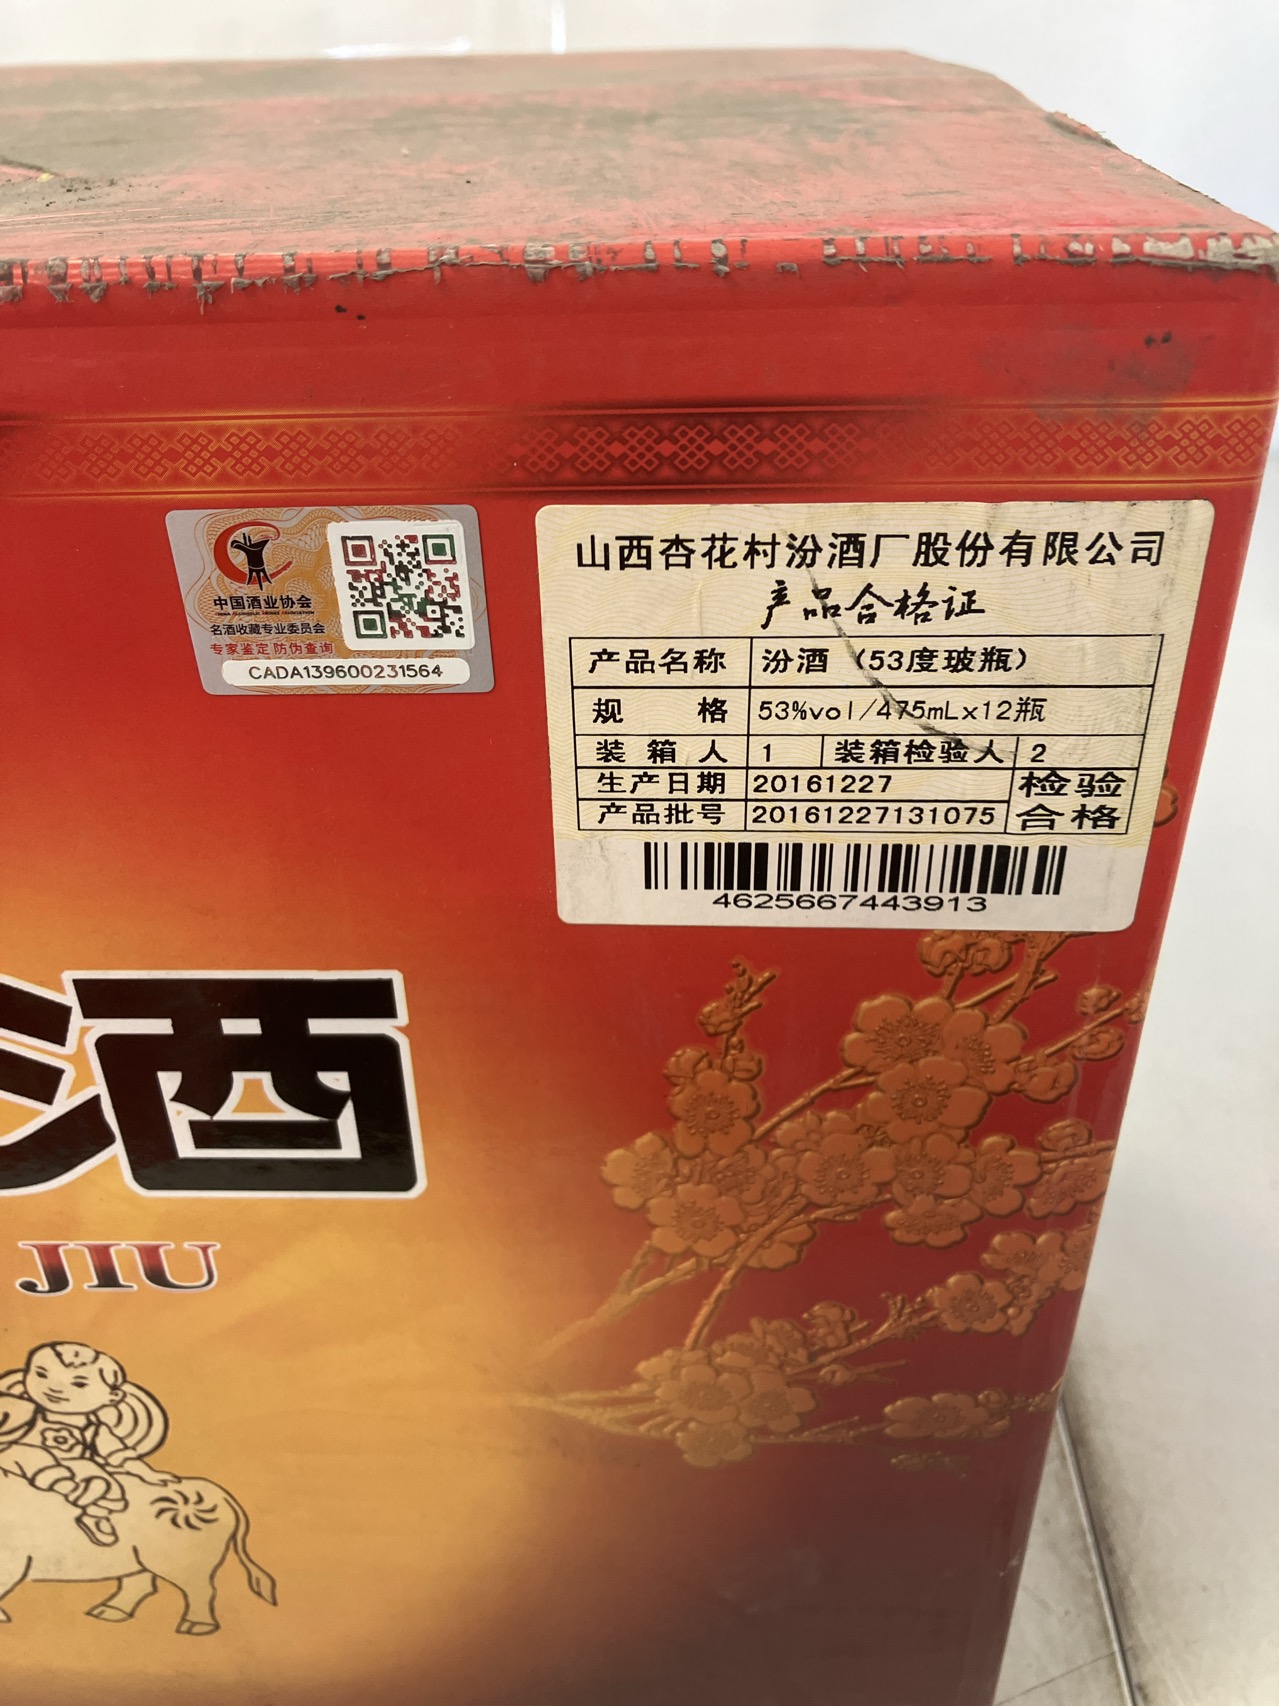 中国酒业协会
CHINA ALCOHOLIC DRINKS ASSOCIATION
名酒收藏专业委员会
专家鉴定 防伪查询
CADA139600231564
山西杏花村汾酒厂股份有限公司
产品合格证
产品名称 汾酒（53度玻瓶）
规 格 53%vol/475mLx12瓶
装箱人 1 装箱检验人 2
生产日期 20161227 检验
产品批号 20161227131075 合格
4625667443913
酒
JIU